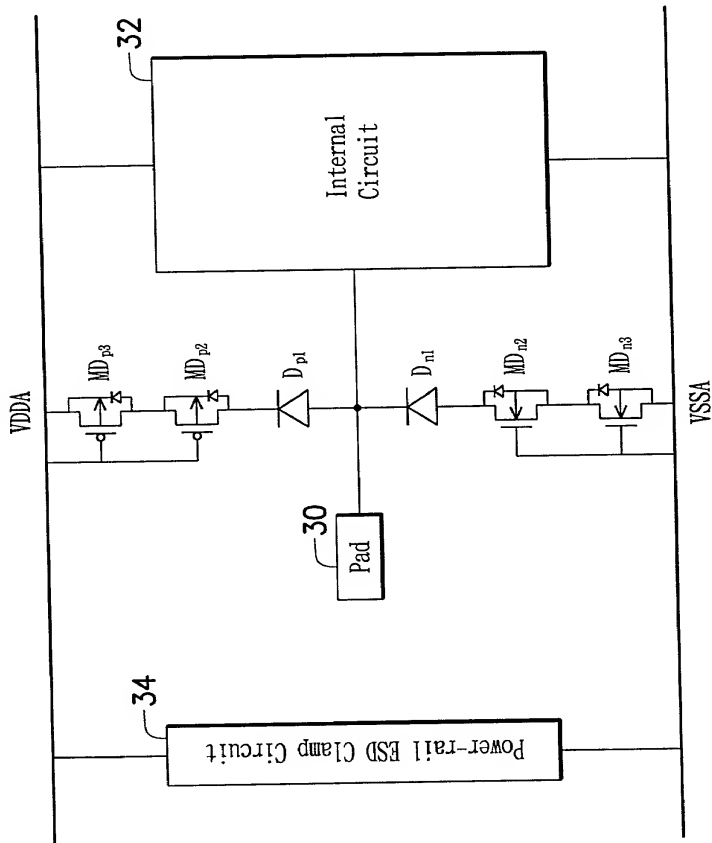 VDDA
32
Internal
Circuit
MDp3
MDp2
Dp1
30
Pad
Dn1
MDn2
MDn3
34
Power-rail ESD Clamp Circuit
VSSA